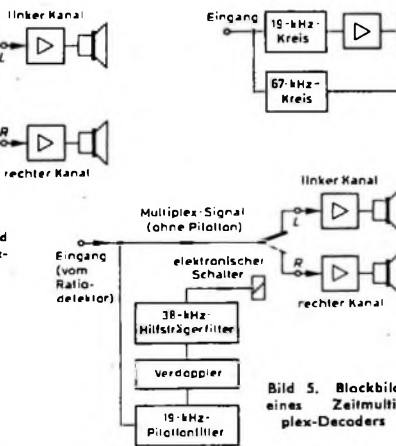 linker Kanal
L
R
rechter Kanal
Eingang
19-kHz-
Kreis
67-kHz-
Kreis
Multiplex-Signal
(ohne Pilotton)
Eingang
(vom
Ratio-
detektor)
elektronischer
Schalter
38-kHz-
Hilfsträgerfilter
Verdoppler
19-kHz-
Pilottonfilter
linker Kanal
L
R
rechter Kanal
Bild 5. Blockbild
eines Zeitmulti
plex-Decoders